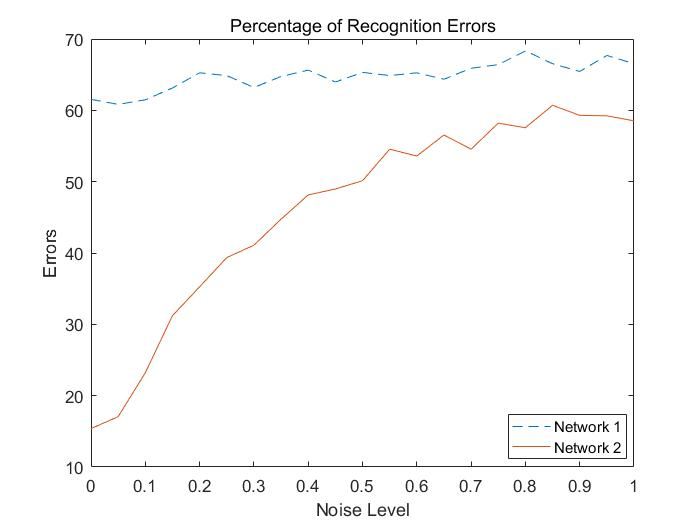 Percentage of Recognition Errors
70
60
50
40
30
20
10
Errors
0 0.1 0.2 0.3 0.4 0.5 0.6 0.7 0.8 0.9 1
Noise Level
Network 1
Network 2